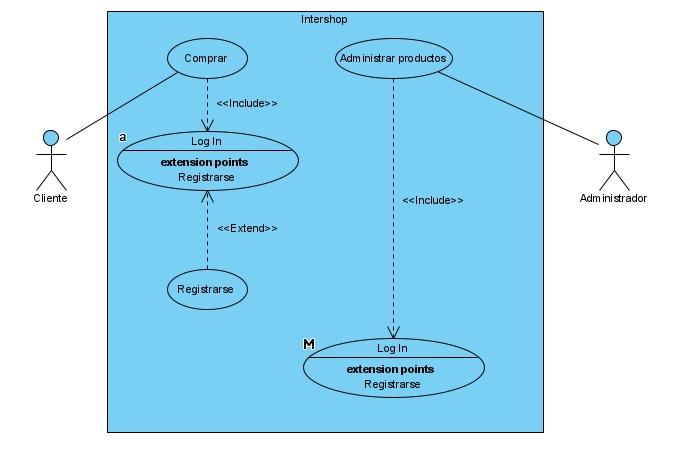 Intershop
Comprar
Administrar productos
<<Include>>
a
Log In
extension points
Registrarse
Cliente
Administrador
<<Include>>
<<Extend>>
Registrarse
M
Log In
extension points
Registrarse